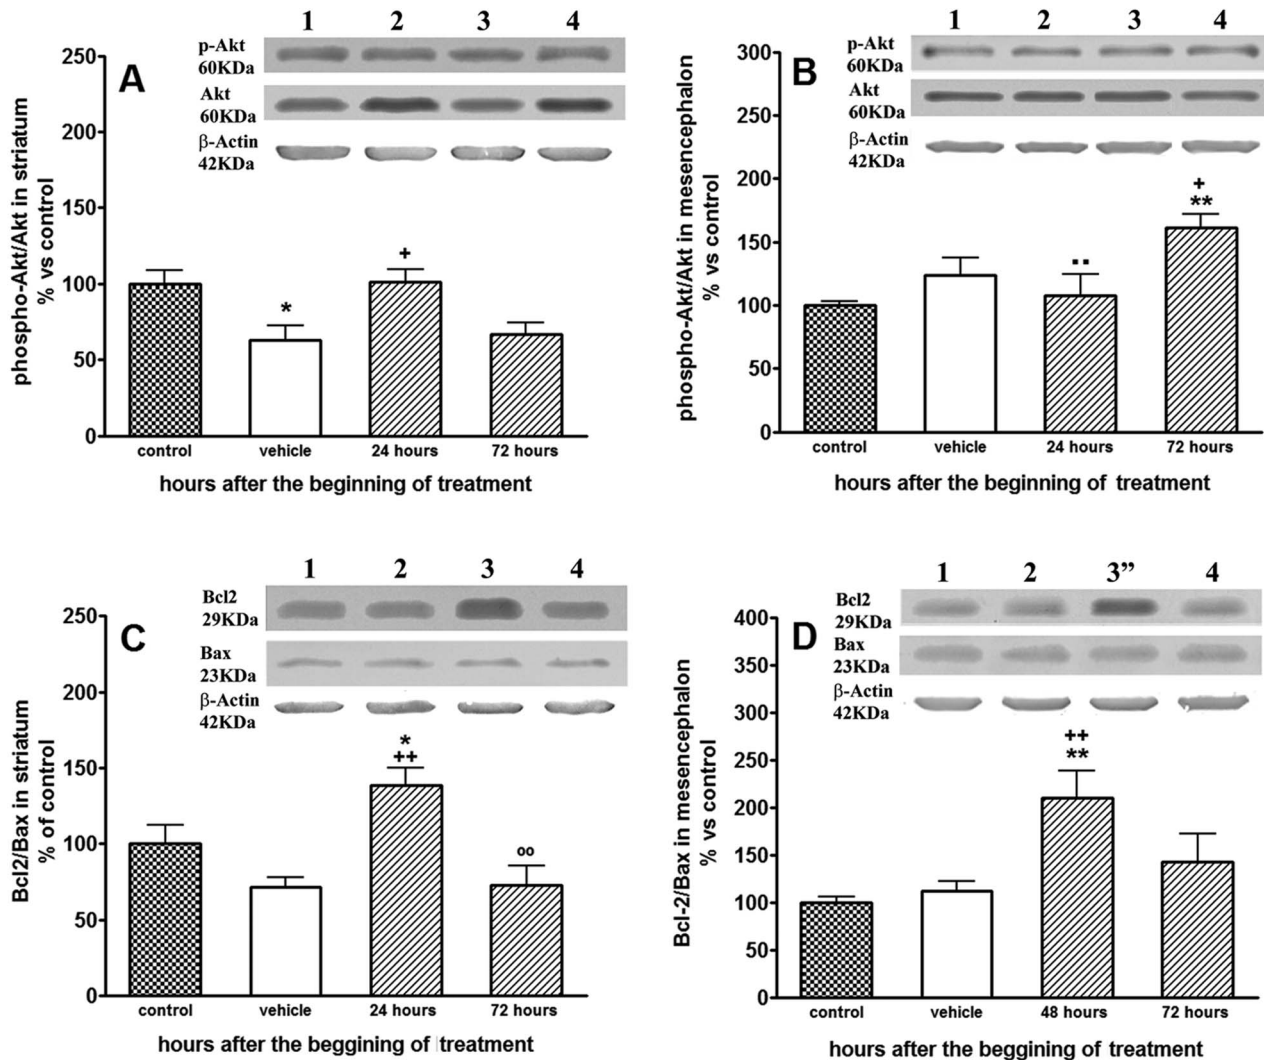 A
phospho-Akt/Akt in striatum
% vs control
250
200
150
100
50
0
1 2 3 4
p-Akt
60KDa
Akt
60KDa
β-Actin
42KDa
*
+
control vehicle 24 hours 72 hours
hours after the beginning of treatment
B
phospho-Akt/Akt in mesencephalon
% vs control
300
250
200
150
100
50
0
1 2 3 4
p-Akt
60KDa
Akt
60KDa
β-Actin
42KDa
▪▪
+
**
control vehicle 24 hours 72 hours
hours after the beginning of treatment
C
Bcl2/Bax in striatum
% of control
250
200
150
100
50
0
1 2 3 4
Bcl2
29KDa
Bax
23KDa
β-Actin
42KDa
*
++
oo
control vehicle 24 hours 72 hours
hours after the beggining of treatment
D
Bcl-2/Bax in mesencephalon
% vs control
400
350
300
250
200
150
100
50
0
1 2 3” 4
Bcl2
29KDa
Bax
23KDa
β-Actin
42KDa
++
**
control vehicle 48 hours 72 hours
hours after the beggining of treatment